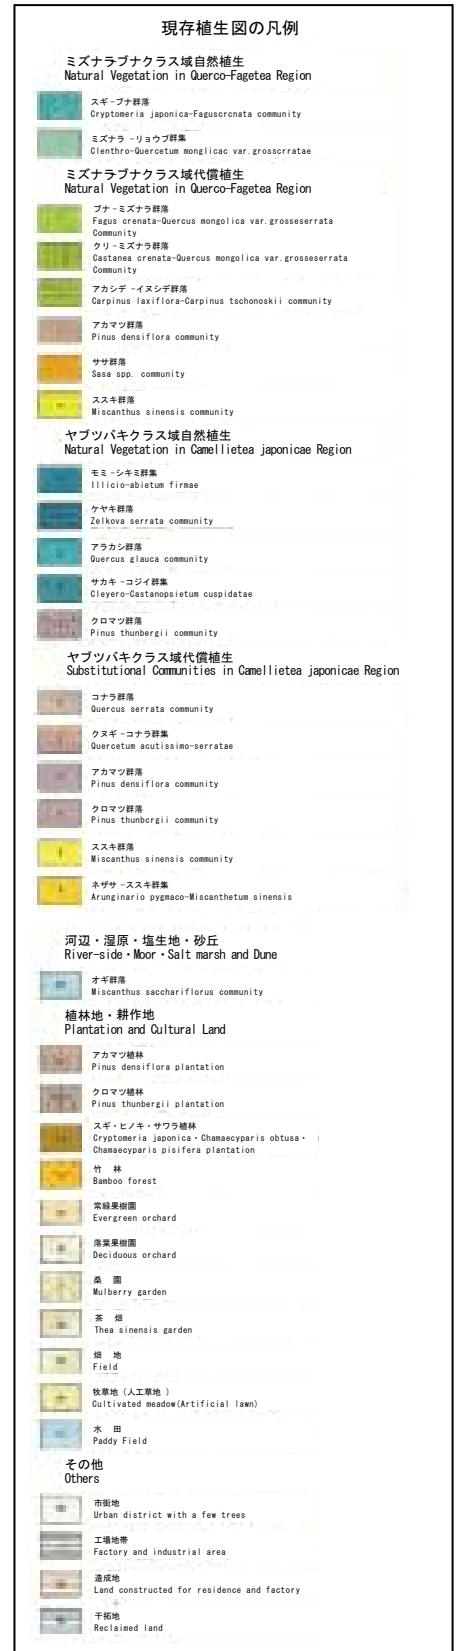 現存植生図の凡例
ミズナラブナクラス域自然植生
Natural Vegetation in Querco-Fagetea Region
スギ-ブナ群落
Cryptomeria japonica-Faguscrcnata community
ミズナラ -リョウブ群集
Clenthro-Quercetum monglicac var.grosscrratae
ミズナラブナクラス域代償植生
Natural Vegetation in Querco-Fagetea Region
ブナ-ミズナラ群落
Fagus crenata-Quercus mongolica var.grosseserrata
Community
クリ-ミズナラ群落
Castanea crenata-Quercus mongolica var.grosseserrata
Community
アカシデ -イヌシデ群落
Carpinus laxiflora-Carpinus tschonoskii community
アカマツ群落
Pinus densiflora community
ササ群落
Sasa spp. community
ススキ群落
Miscanthus sinensis community
ヤブツバキクラス域自然植生
Natural Vegetation in Camellietea japonicae Region
モミ-シキミ群集
Illicio-abietum firmae
ケヤキ群落
Zelkova serrata community
アラカシ群落
Quercus glauca community
サカキ -コジイ群集
Cleyero-Castanopsietum cuspidatae
クロマツ群落
Pinus thunbergii community
ヤブツバキクラス域代償植生
Substitutional Communities in Camellietea japonicae Region
コナラ群落
Quercus serrata community
クヌギ-コナラ群集
Quercetum acutissimo-serratae
アカマツ群落
Pinus densiflora community
クロマツ群落
Pinus thunborgii community
ススキ群落
Miscanthus sinensis community
ネザサ -ススキ群集
Arunginario pygmaco-Miscanthetum sinensis
河辺・湿原・塩生地・砂丘
River-side・Moor・Salt marsh and Dune
オギ群落
Miscanthus sacchariflorus community
植林地・耕作地
Plantation and Cultural Land
アカマツ植林
Pinus densiflora plantation
クロマツ植林
Pinus thunbergii plantation
スギ・ヒノキ・サワラ植林
Cryptomeria japonica・Chamaecyparis obtusa・
Chamaecyparis pisifera plantation
竹 林
Bamboo forest
常緑果樹園
Evergreen orchard
落葉果樹園
Deciduous orchard
桑 園
Mulberry garden
茶 畑
Thea sinensis garden
畑 地
Field
牧草地（人工草地 ）
Cultivated meadow(Artificial lawn)
水 田
Paddy Field
その他
Others
市街地
Urban district with a few trees
工場地帯
Factory and industrial area
造成地
Land constructed for residence and factory
干拓地
Reclaimed land